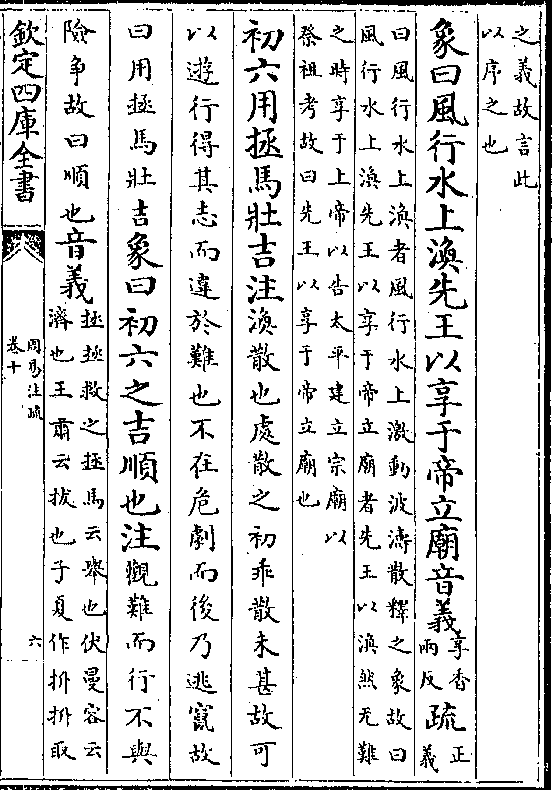 之義故言此
以序之也
象曰風行水上渙先王以享于帝立廟音義享香兩反疏正義
曰風行水上渙者風行水上激動波濤散釋之象故曰
風行水上渙先王以享于帝立廟者先王以渙然无難
之時享于上帝以告太平建立宗廟以
祭祖考故曰先王以享于帝立廟也
初六用拯馬壯吉注渙散也處散之初乖散未甚故可
以遊行得其志而違於難也不在危劇而後乃逃竄故
曰用拯馬壯吉象曰初六之吉順也注觀難而行不與
險争故曰順也音義拯拯救之拯馬云舉也伏曼容云
濟也王肅云拔也子夏作抍抍取
欽定四庫全書
周易注疏
卷十
六